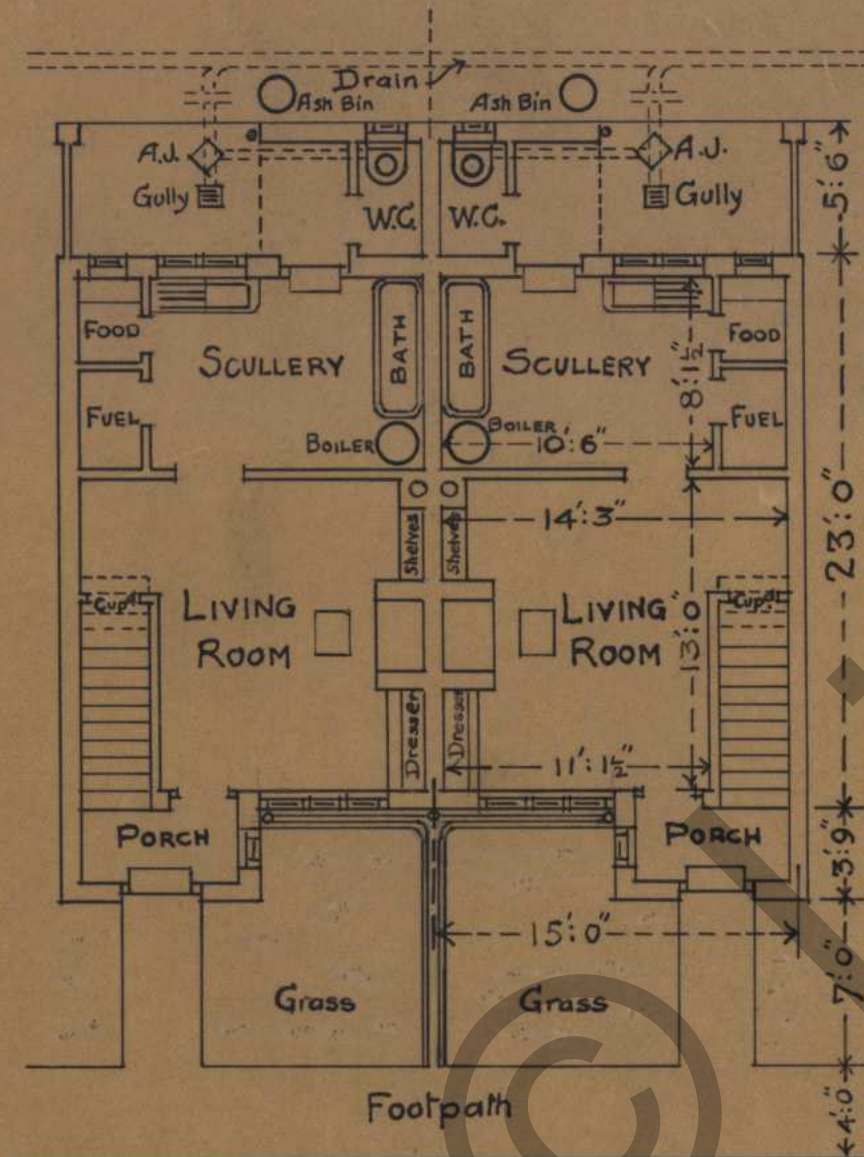 Drain
Ash Bin Ash Bin
A.J. A.J.
Gully Gully
W.C. W.C.
5':6"
FOOD FOOD
SCULLERY SCULLERY
BATH BATH
FUEL FUEL
BOILER BOILER
8':1½"
10':6"
14':3"
23':0"
Shelves Shelves
Cupd Cupd
LIVING ROOM LIVING ROOM
13':0"
Dresser Dresser
11':1½"
PORCH PORCH
3':9"
15':0"
7':0"
Grass Grass
Footpath
4':0"
©